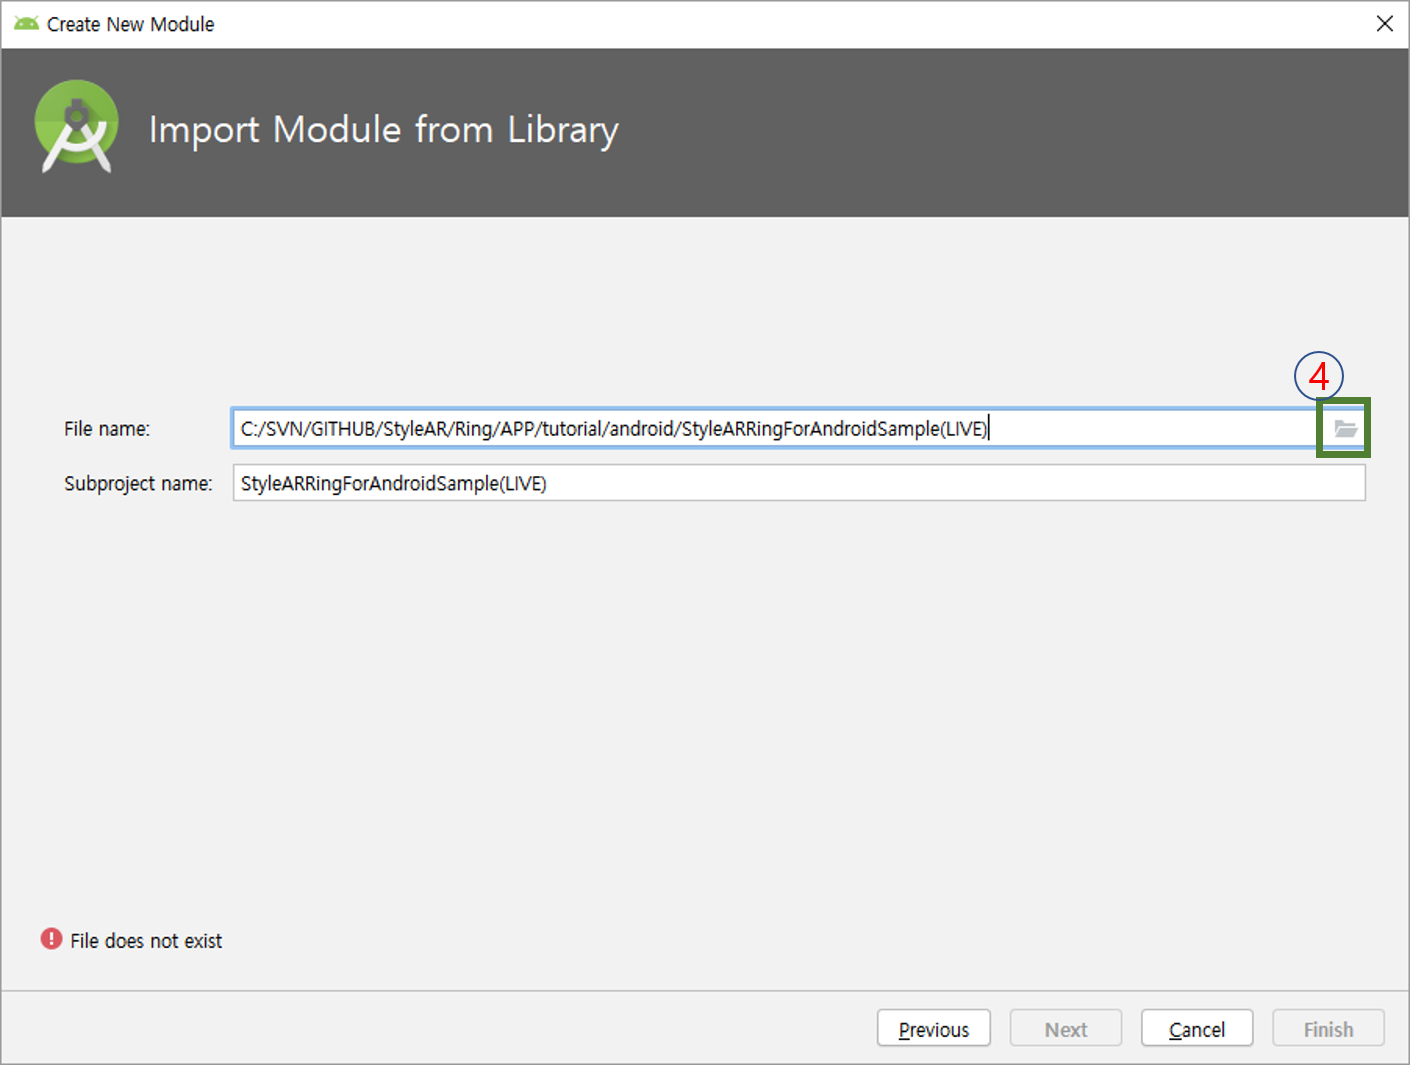 Create New Module
Import Module from Library
④
File name: C:/SVN/GITHUB/StyleAR/Ring/APP/tutorial/android/StyleARRingForAndroidSample(LIVE)
Subproject name: StyleARRingForAndroidSample(LIVE)
File does not exist
Previous Next Cancel Finish